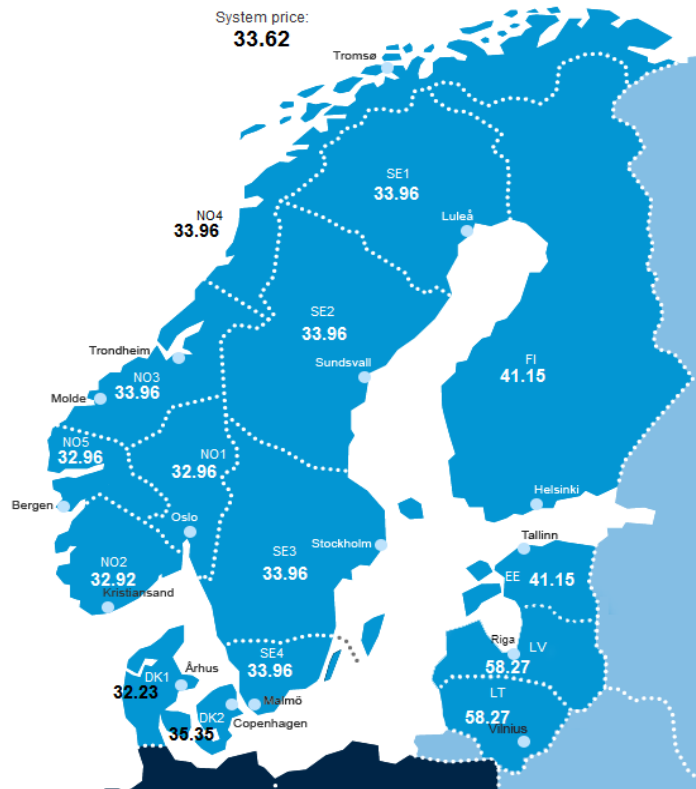 System price:
33.62
Tromsø
SE1
33.96
NO4
33.96
Luleå
SE2
33.96
Trondheim
Sundsvall
FI
41.15
NO3
33.96
Molde
NO5
32.96
NO1
32.96
Bergen
Helsinki
Oslo
Stockholm
Tallinn
SE3
33.96
NO2
32.92
Kristiansand
EE
41.15
Riga
LV
58.27
SE4
33.96
Århus
DK1
32.23
LT
58.27
Malmö
DK2
35.35
Copenhagen
Vilnius